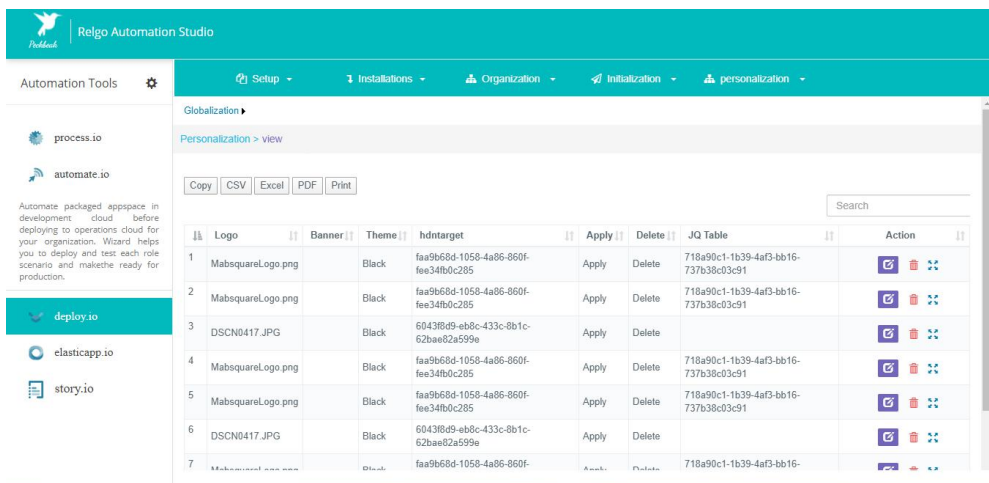 Relgo Automation Studio
Peckbeak
Automation Tools
Setup
Installations
Organization
Initialization
personalization
Globalization
Personalization > view
process.io
automate.io
Automate packaged appspace in
development cloud before
deploying to operations cloud for
your organization. Wizard helps
you to deploy and test each role
scenario and makethe ready for
production.
deploy.io
elasticapp.io
story.io
Copy CSV Excel PDF Print
Search
Logo Banner Theme hdntarget Apply Delete JQ Table Action
1 MabsquareLogo.png Black faa9b68d-1058-4a86-860f-
fee34fb0c285 Apply Delete 718a90c1-1b39-4af3-bb16-
737b38c03c91
2 MabsquareLogo.png Black faa9b68d-1058-4a86-860f-
fee34fb0c285 Apply Delete 718a90c1-1b39-4af3-bb16-
737b38c03c91
3 DSCN0417.JPG Black 6043f8d9-eb8c-433c-8b1c-
62bae82a599e Apply Delete
4 MabsquareLogo.png Black faa9b68d-1058-4a86-860f-
fee34fb0c285 Apply Delete 718a90c1-1b39-4af3-bb16-
737b38c03c91
5 MabsquareLogo.png Black faa9b68d-1058-4a86-860f-
fee34fb0c285 Apply Delete 718a90c1-1b39-4af3-bb16-
737b38c03c91
6 DSCN0417.JPG Black 6043f8d9-eb8c-433c-8b1c-
62bae82a599e Apply Delete
7 MabsquareLogo.png Black faa9b68d-1058-4a86-860f- Apply Delete 718a90c1-1b39-4af3-bb16-